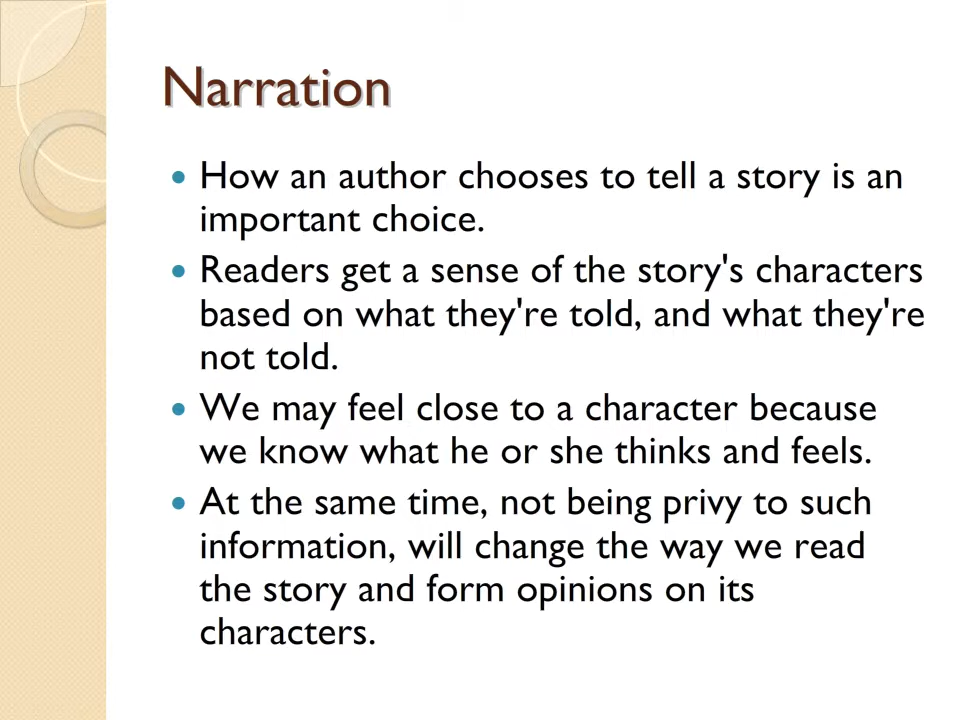 Narration
• How an author chooses to tell a story is an
important choice.
• Readers get a sense of the story's characters
based on what they're told, and what they're
not told.
• We may feel close to a character because
we know what he or she thinks and feels.
• At the same time, not being privy to such
information, will change the way we read
the story and form opinions on its
characters.